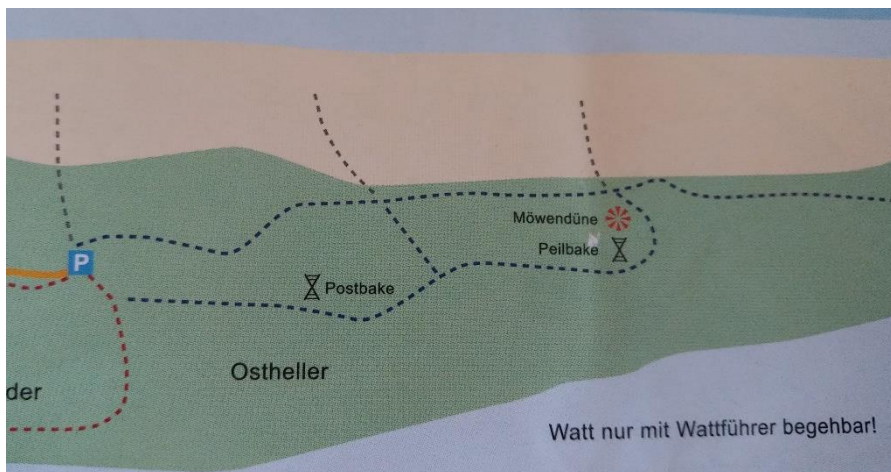 P
Möwendüne
Peilbake
Postbake
Ostheller
der
Watt nur mit Wattführer begehbar!